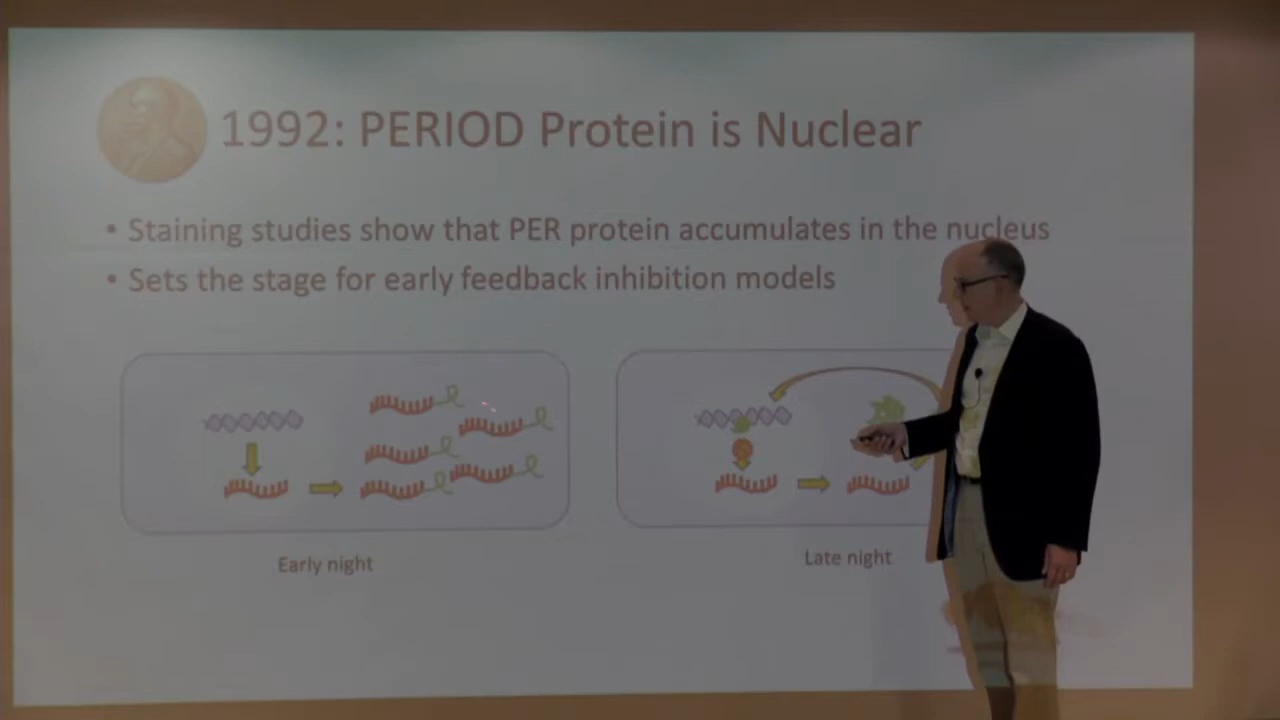 1992: PERIOD Protein is Nuclear
• Staining studies show that PER protein accumulates in the nucleus
• Sets the stage for early feedback inhibition models
Early night
Late night